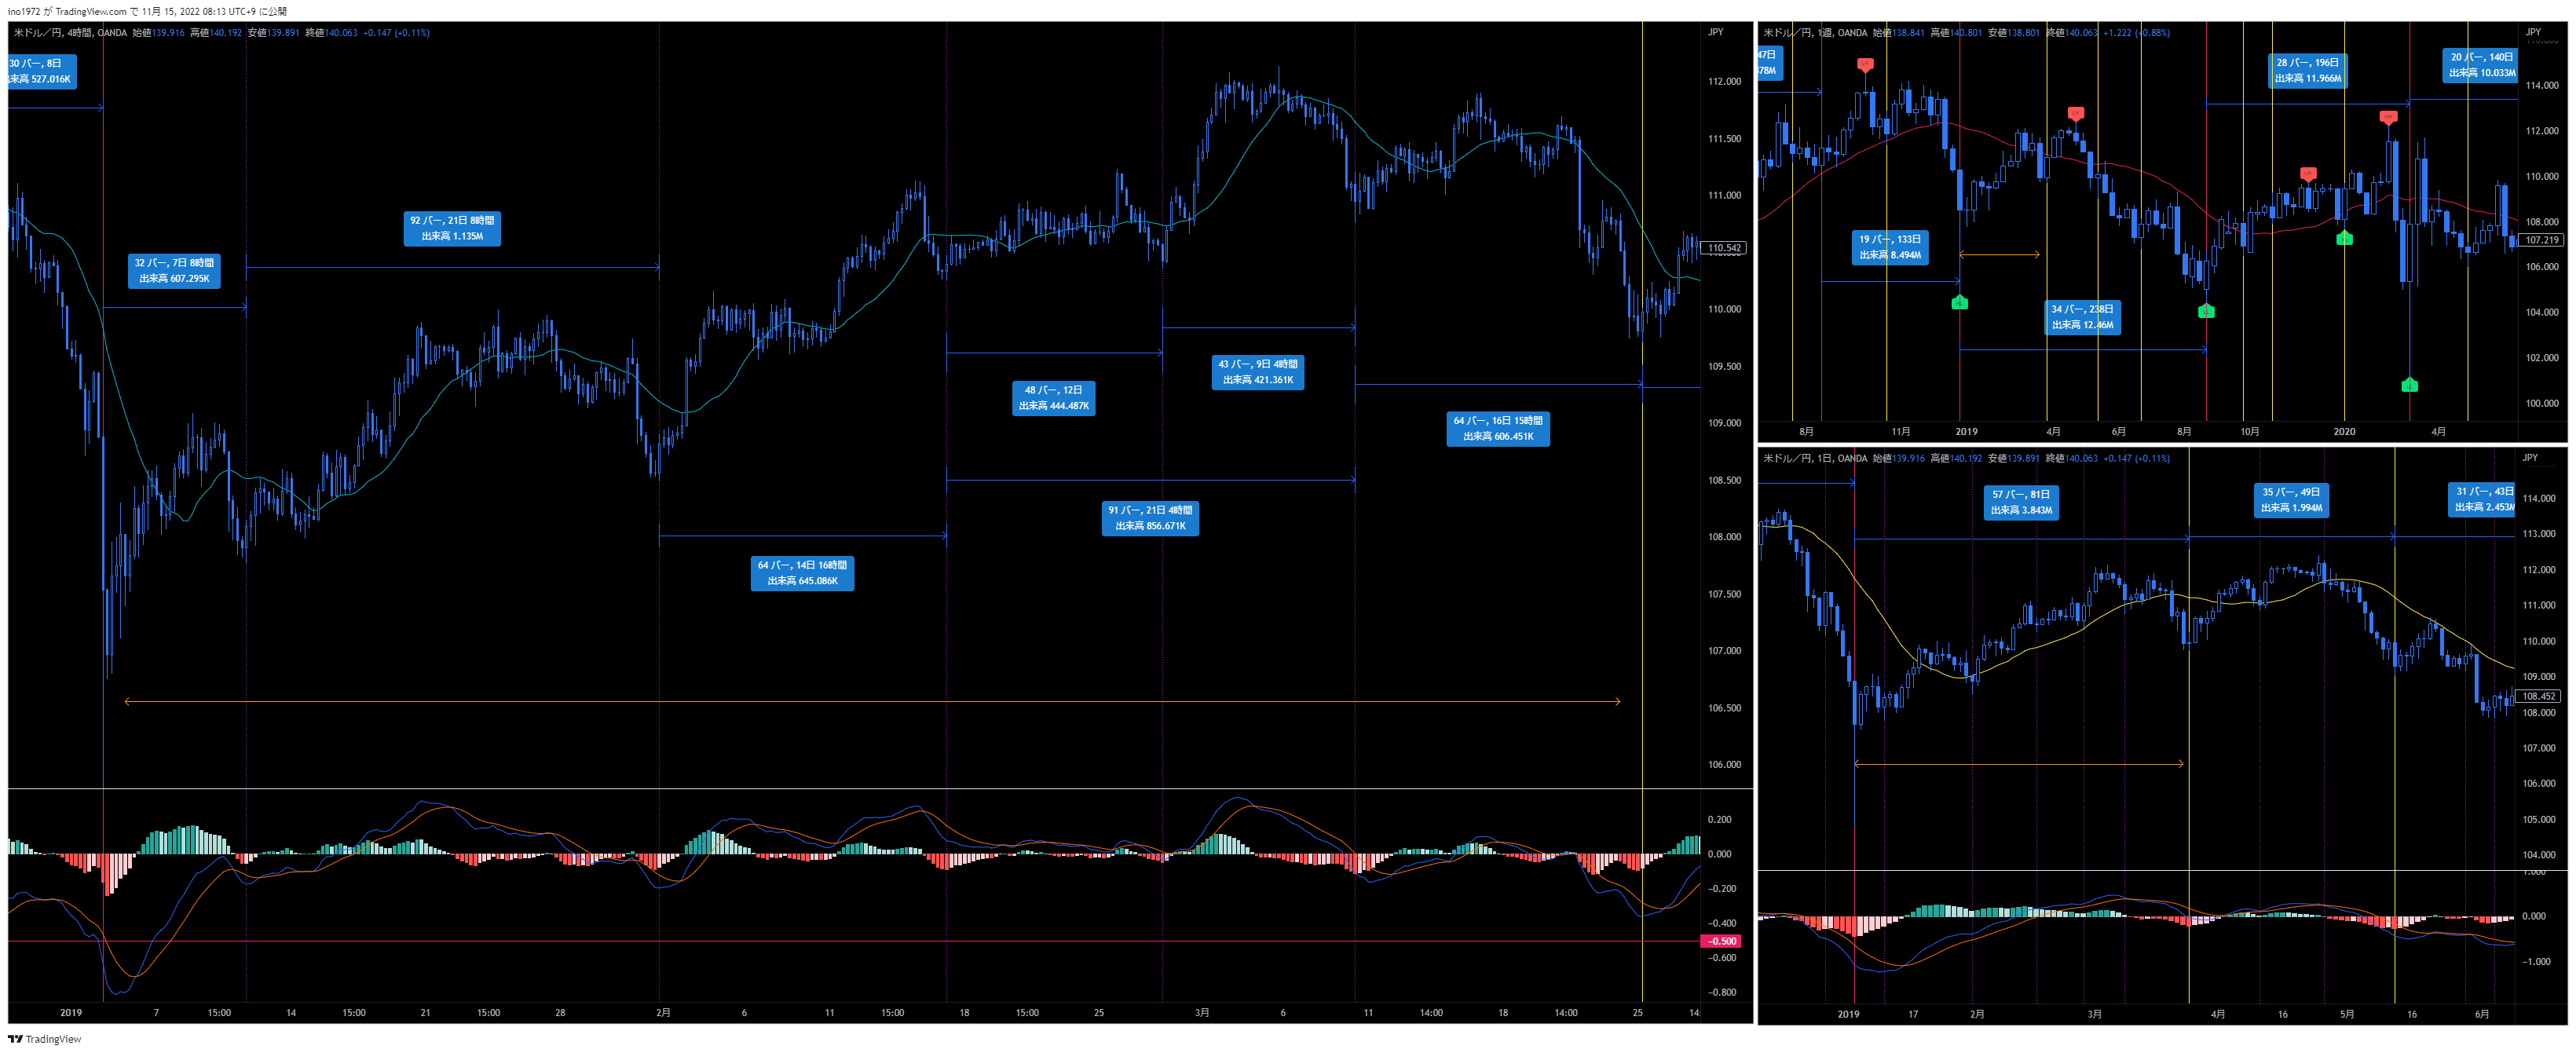 ino1972 が TradingView.com で 11月 15, 2022 08:13 UTC+9 に公開
米ドル／円, 4時間, OANDA 始値139.916 高値140.192 安値139.891 終値140.063 +0.147 (+0.11%)
JPY
30 バー, 8日
来高 527.016K
32 バー, 7日 8時間
出来高 607.295K
92 バー, 21日 8時間
出来高 1.135M
64 バー, 14日 16時間
出来高 645.086K
48 バー, 12日
出来高 444.487K
43 バー, 9日 4時間
出来高 421.361K
91 バー, 21日 4時間
出来高 856.671K
64 バー, 16日 15時間
出来高 606.451K
112.000
111.500
111.000
110.542
110.000
109.500
109.000
108.500
108.000
107.500
107.000
106.500
106.000
0.200
0.000
−0.200
−0.400
−0.500
−0.600
−0.800
2019 7 15:00 14 15:00 21 15:00 28 2月 6 11 15:00 18 15:00 25 3月 6 11 14:00 18 14:00 25 14:
米ドル／円, 1週, OANDA 始値138.841 高値140.801 安値138.801 終値140.063 +1.222 (+0.88%)
JPY
47日
78M
19 バー, 133日
出来高 8.494M
34 バー, 238日
出来高 12.46M
28 バー, 196日
出来高 11.966M
20 バー, 140日
出来高 10.033M
114.000
112.000
110.000
108.000
107.219
106.000
104.000
102.000
100.000
8月 11月 2019 4月 6月 8月 10月 2020 4月
米ドル／円, 1日, OANDA 始値139.916 高値140.192 安値139.891 終値140.063 +0.147 (+0.11%)
JPY
57 バー, 81日
出来高 3.843M
35 バー, 49日
出来高 1.994M
31 バー, 43日
出来高 2.453M
114.000
113.000
112.000
111.000
110.000
109.000
108.452
108.000
107.000
106.000
105.000
104.000
1.000
0.000
−1.000
2019 17 2月 3月 4月 16 5月 16 6月
TradingView